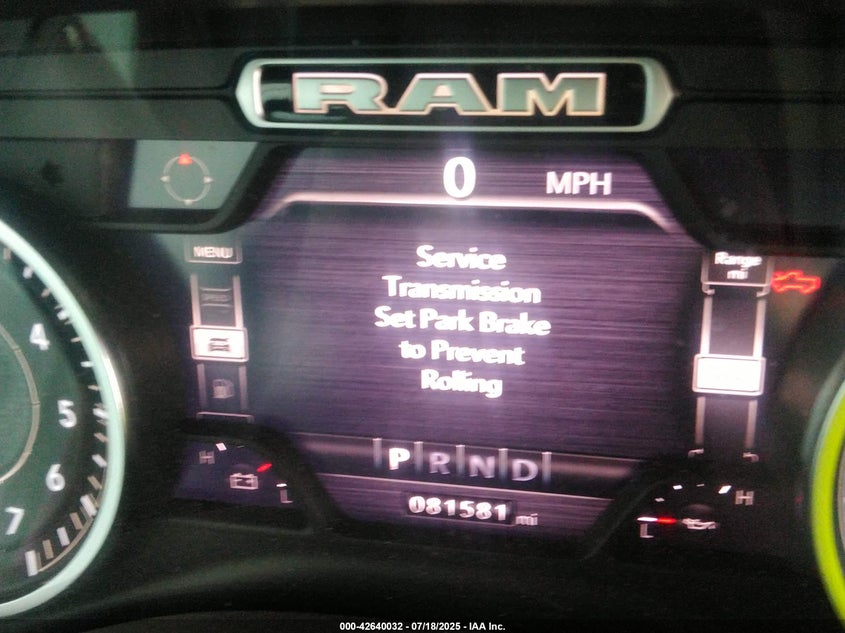 RAM
0 MPH
MENU
Range
mi
SPEED
Service
Transmission
Set Park Brake
to Prevent
Rolling
4
5
6
7
H
L
P R N D
081581 mi
H
L
000-42640032 - 07/18/2025 - IAA Inc.